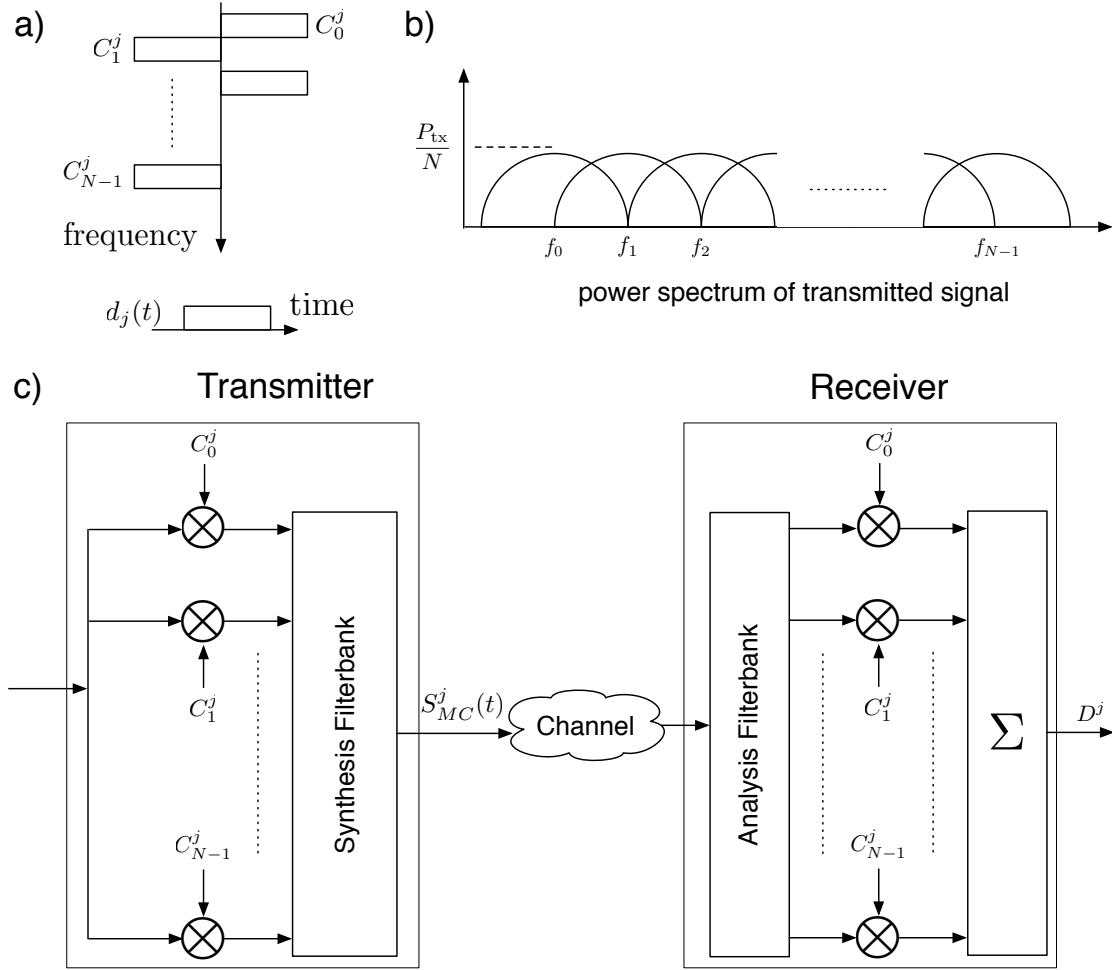 a)
C_0^j
C_1^j
C_{N-1}^j
frequency
d_j(t)
time
b)
P_tx/N
f_0 f_1 f_2 f_{N-1}
power spectrum of transmitted signal
c)
Transmitter
Receiver
C_0^j
C_1^j
C_{N-1}^j
Synthesis Filterbank
S_{MC}^j(t)
Channel
Analysis Filterbank
C_0^j
C_1^j
C_{N-1}^j
Σ
D^j